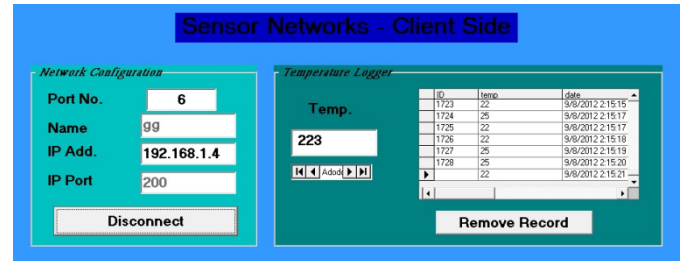 Sensor Networks - Client Side
Network Configuration
Port No. 6
Name gg
IP Add. 192.168.1.4
IP Port 200
Disconnect
Temperature Logger
Temp.
223
Adod
ID temp date
1723 22 9/8/2012 2:15:15
1724 25 9/8/2012 2:15:17
1725 22 9/8/2012 2:15:17
1726 22 9/8/2012 2:15:18
1727 25 9/8/2012 2:15:19
1728 25 9/8/2012 2:15:20
22 9/8/2012 2:15:21
Remove Record